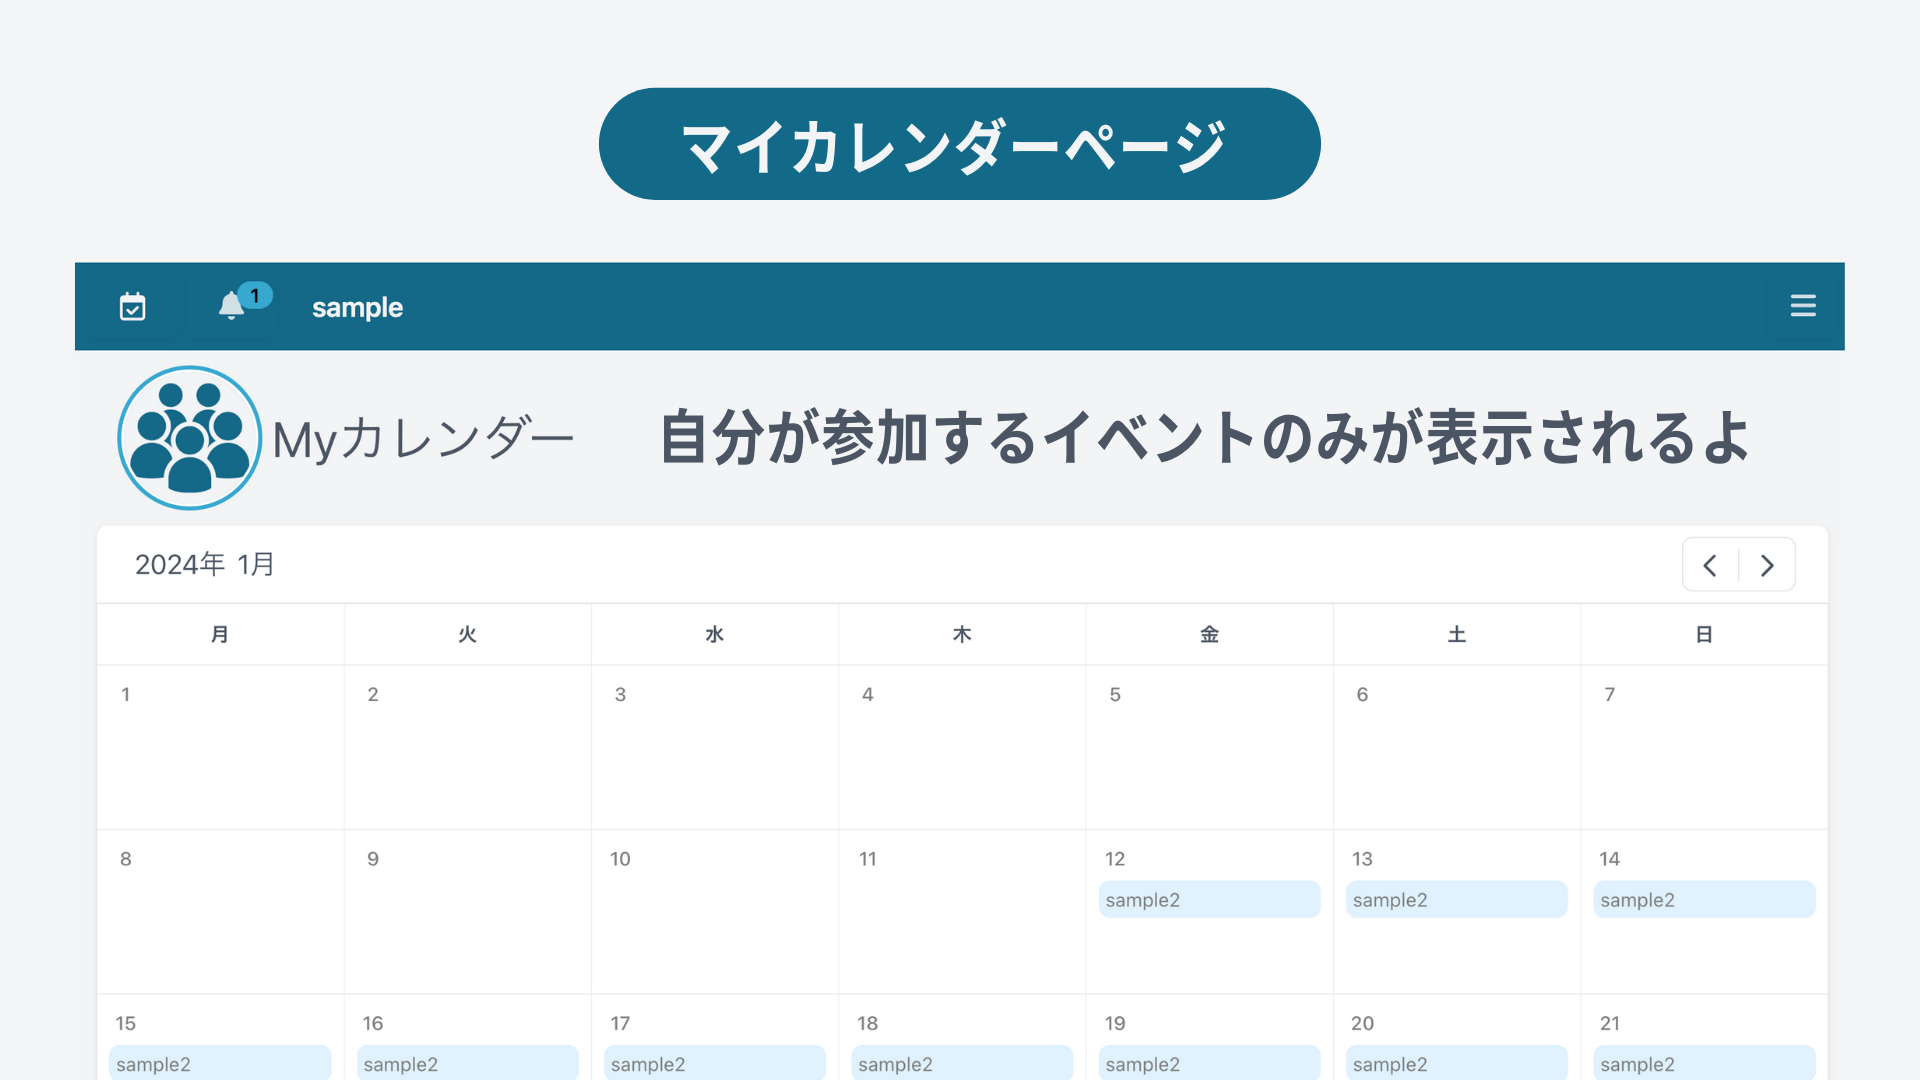 マイカレンダーページ
1
sample
Myカレンダー
自分が参加するイベントのみが表示されるよ
2024年 1月
月 火 水 木 金 土 日
1 2 3 4 5 6 7
8 9 10 11 12 13 14
sample2 sample2 sample2
15 16 17 18 19 20 21
sample2 sample2 sample2 sample2 sample2 sample2 sample2